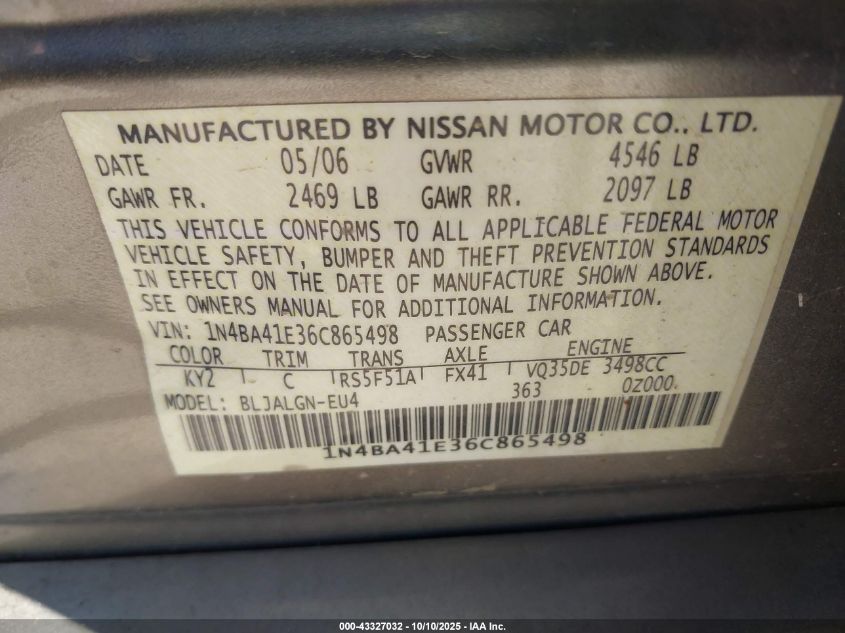 MANUFACTURED BY NISSAN MOTOR CO., LTD.
DATE 05/06 GVWR 4546 LB
GAWR FR. 2469 LB GAWR RR. 2097 LB
THIS VEHICLE CONFORMS TO ALL APPLICABLE FEDERAL MOTOR
VEHICLE SAFETY, BUMPER AND THEFT PREVENTION STANDARDS
IN EFFECT ON THE DATE OF MANUFACTURE SHOWN ABOVE.
SEE OWNERS MANUAL FOR ADDITIONAL INFORMATION.
VIN: 1N4BA41E36C865498 PASSENGER CAR
COLOR TRIM TRANS AXLE ENGINE
KY2 C RS5F51A FX41 VQ35DE 3498CC
MODEL: BLJALGN-EU4 363 0Z000.
1N4BA41E36C865498
000-43327032 - 10/10/2025 - IAA Inc.